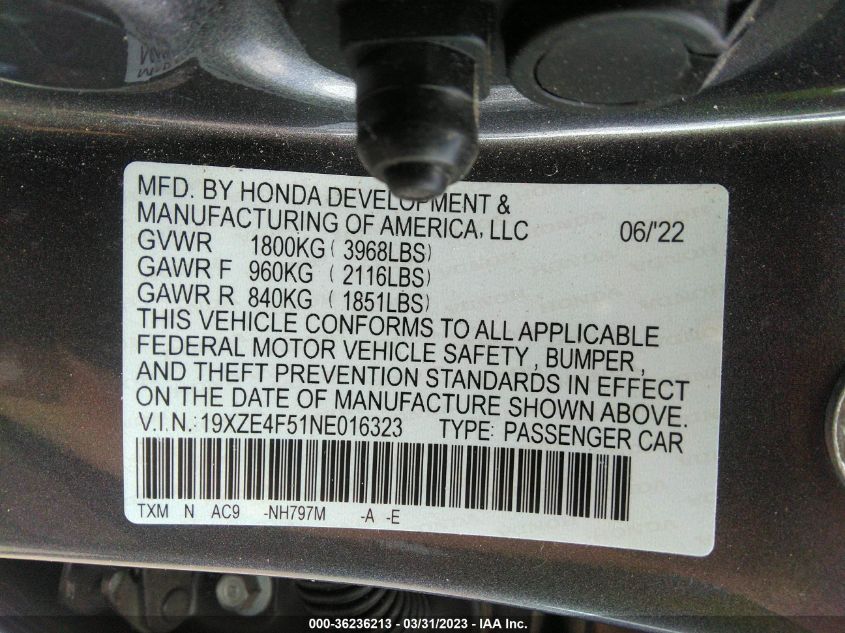 MFD. BY HONDA DEVELOPMENT &
MANUFACTURING OF AMERICA, LLC 06/'22
GVWR 1800KG (3968LBS)
GAWR F 960KG (2116LBS)
GAWR R 840KG (1851LBS)
THIS VEHICLE CONFORMS TO ALL APPLICABLE
FEDERAL MOTOR VEHICLE SAFETY, BUMPER,
AND THEFT PREVENTION STANDARDS IN EFFECT
ON THE DATE OF MANUFACTURE SHOWN ABOVE.
V.I.N.: 19XZE4F51NE016323 TYPE: PASSENGER CAR
TXM N AC9 -NH797M -A -E
000-36236213 - 03/31/2023 - IAA, Inc.